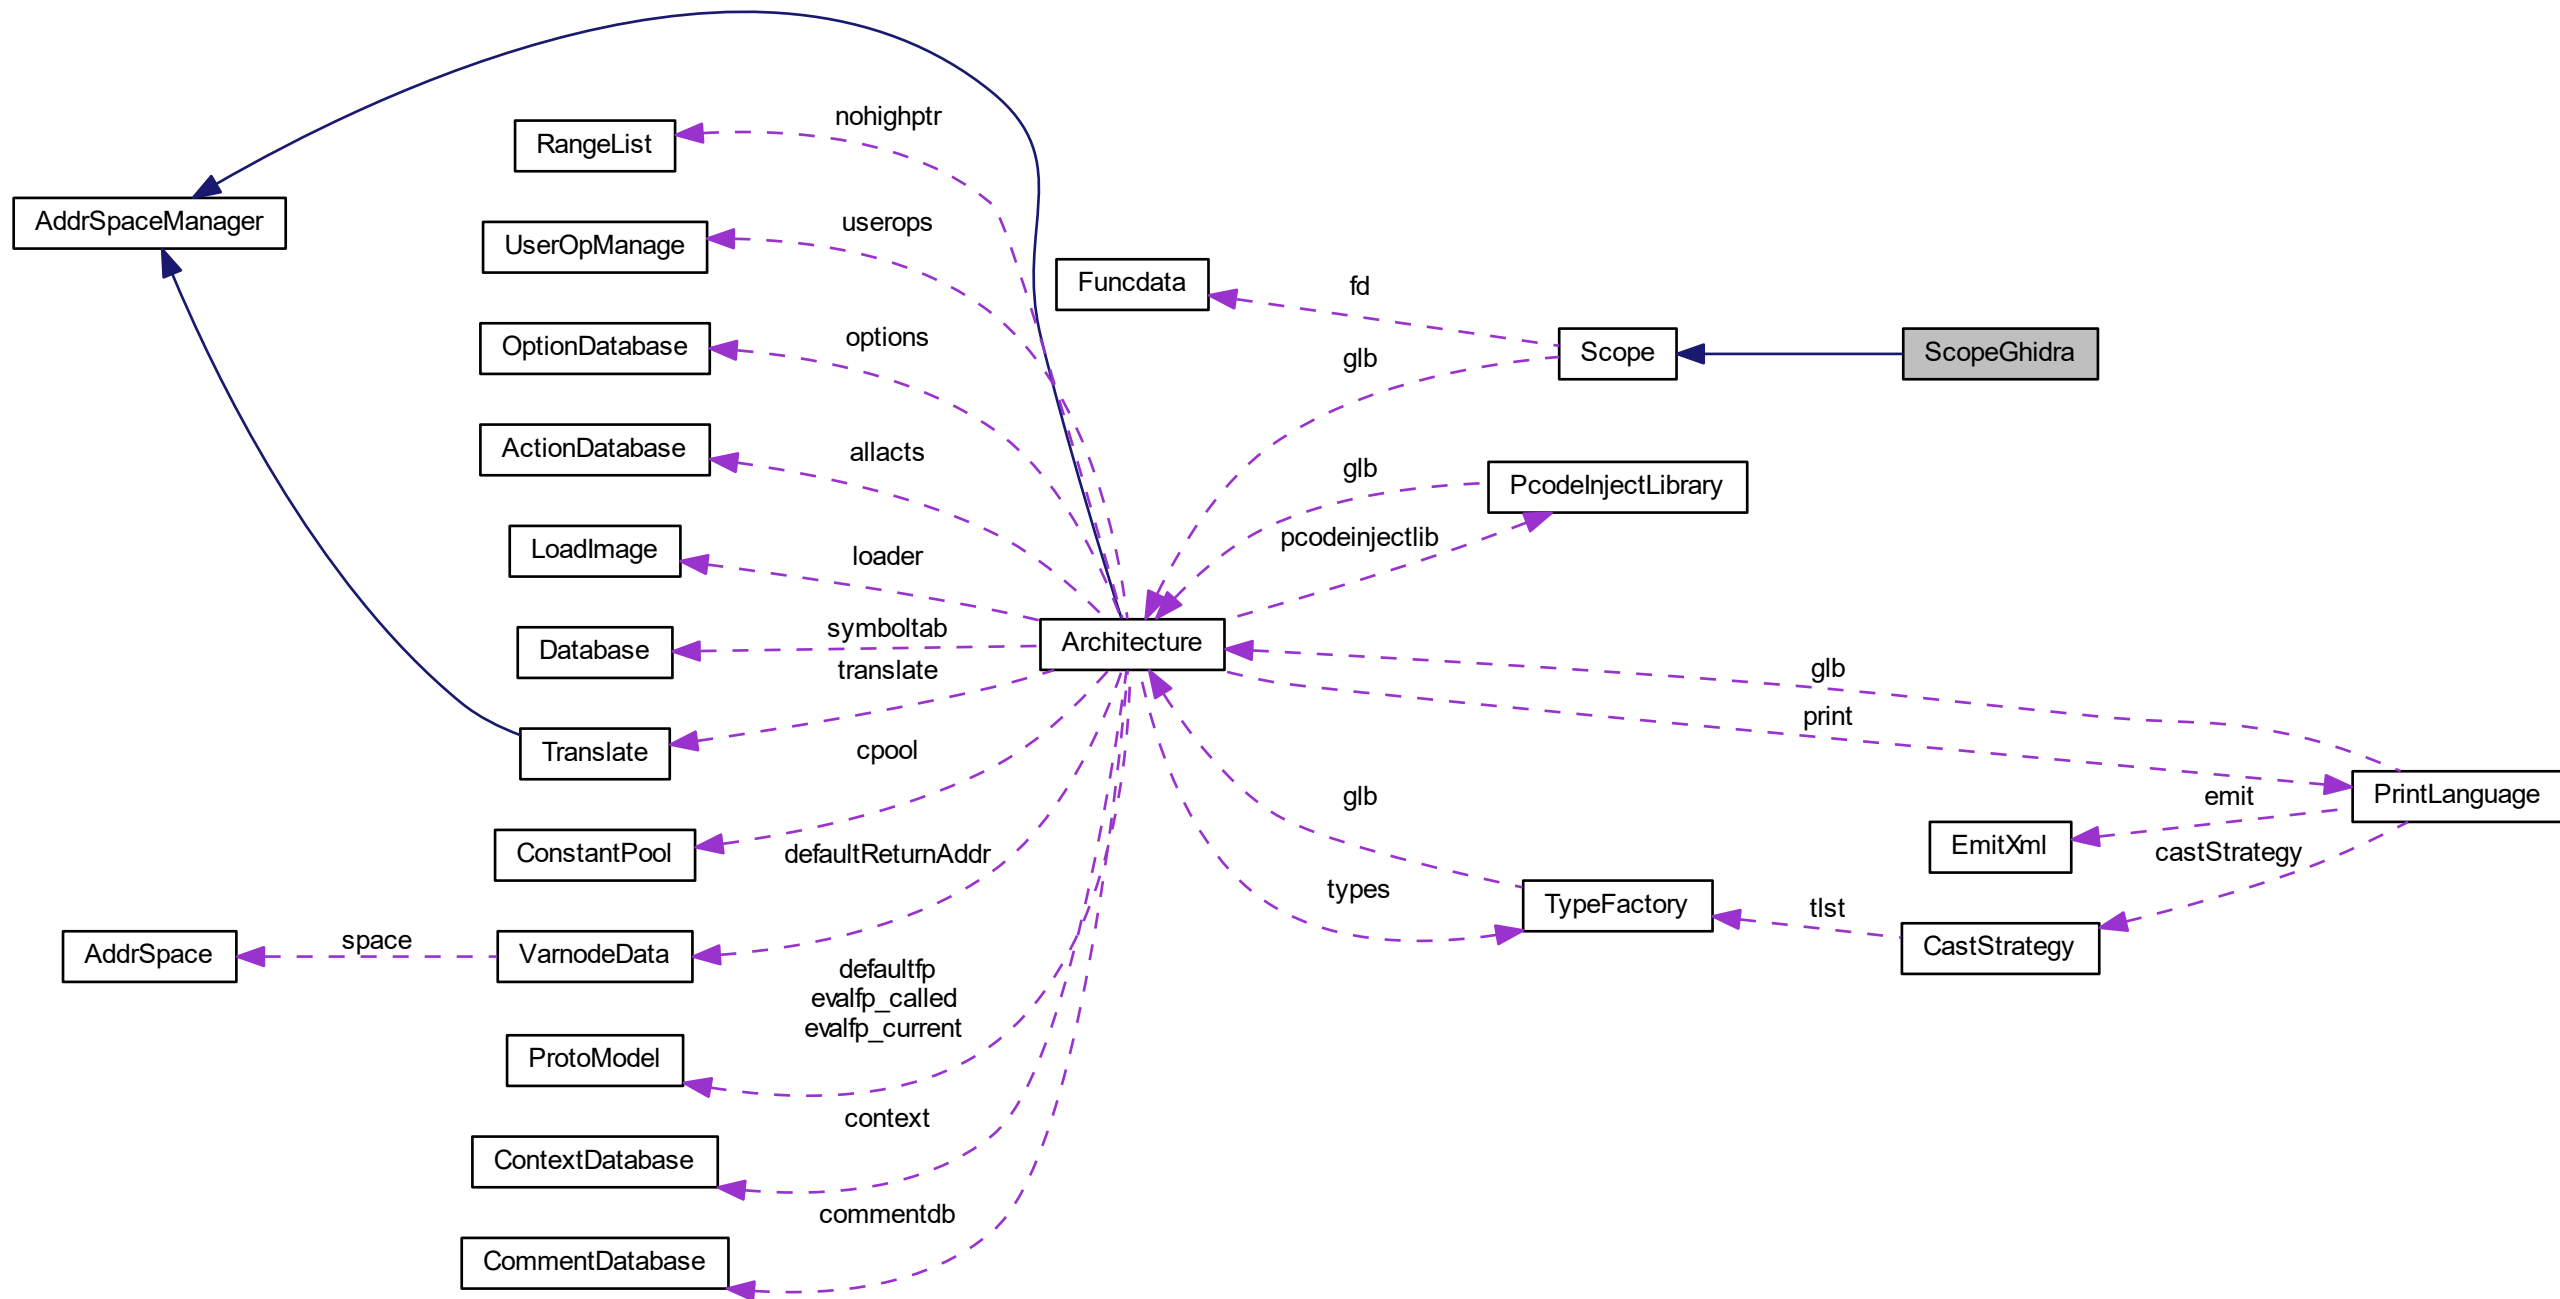 nohighptr
RangeList
AddrSpaceManager
userops
UserOpManage
Funcdata
fd
options
OptionDatabase
glb
Scope
ScopeGhidra
allacts
ActionDatabase
glb
PcodeInjectLibrary
loader
LoadImage
pcodeinjectlib
symboltab
Database
Architecture
translate
glb
print
Translate
cpool
glb
emit
PrintLanguage
ConstantPool
defaultReturnAddr
EmitXml
castStrategy
types
TypeFactory
tlst
AddrSpace
space
VarnodeData
CastStrategy
defaultfp
evalfp_called
evalfp_current
ProtoModel
context
ContextDatabase
commentdb
CommentDatabase